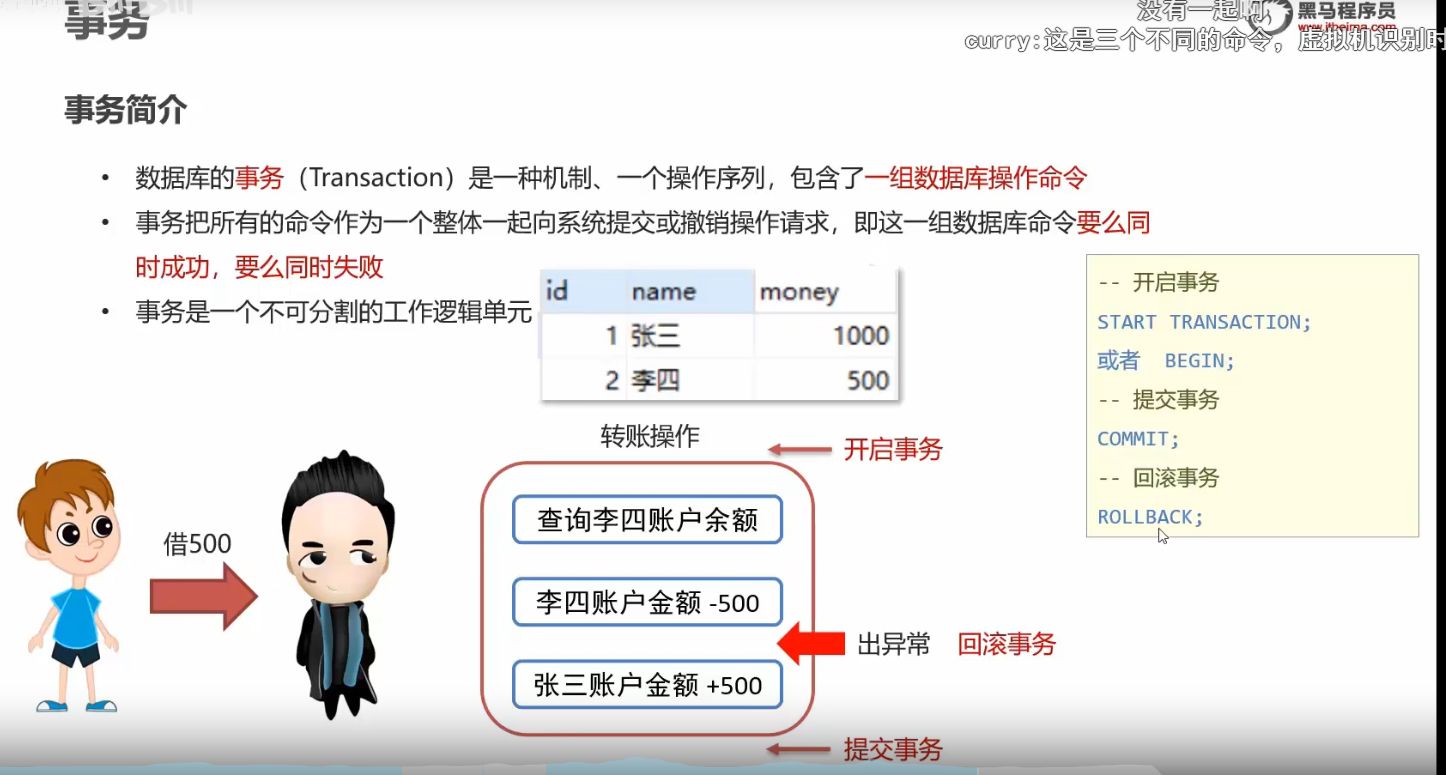 事务
没有一起啊
黑马程序员
www.itheima.com
curry:这是三个不同的命令，虚拟机识别时
事务简介
• 数据库的事务（Transaction）是一种机制、一个操作序列，包含了一组数据库操作命令
• 事务把所有的命令作为一个整体一起向系统提交或撤销操作请求，即这一组数据库命令要么同
时成功，要么同时失败
• 事务是一个不可分割的工作逻辑单元
id name money
1 张三 1000
2 李四 500
-- 开启事务
START TRANSACTION;
或者 BEGIN;
-- 提交事务
COMMIT;
-- 回滚事务
ROLLBACK;
转账操作
开启事务
借500
查询李四账户余额
李四账户金额 -500
出异常 回滚事务
张三账户金额 +500
提交事务